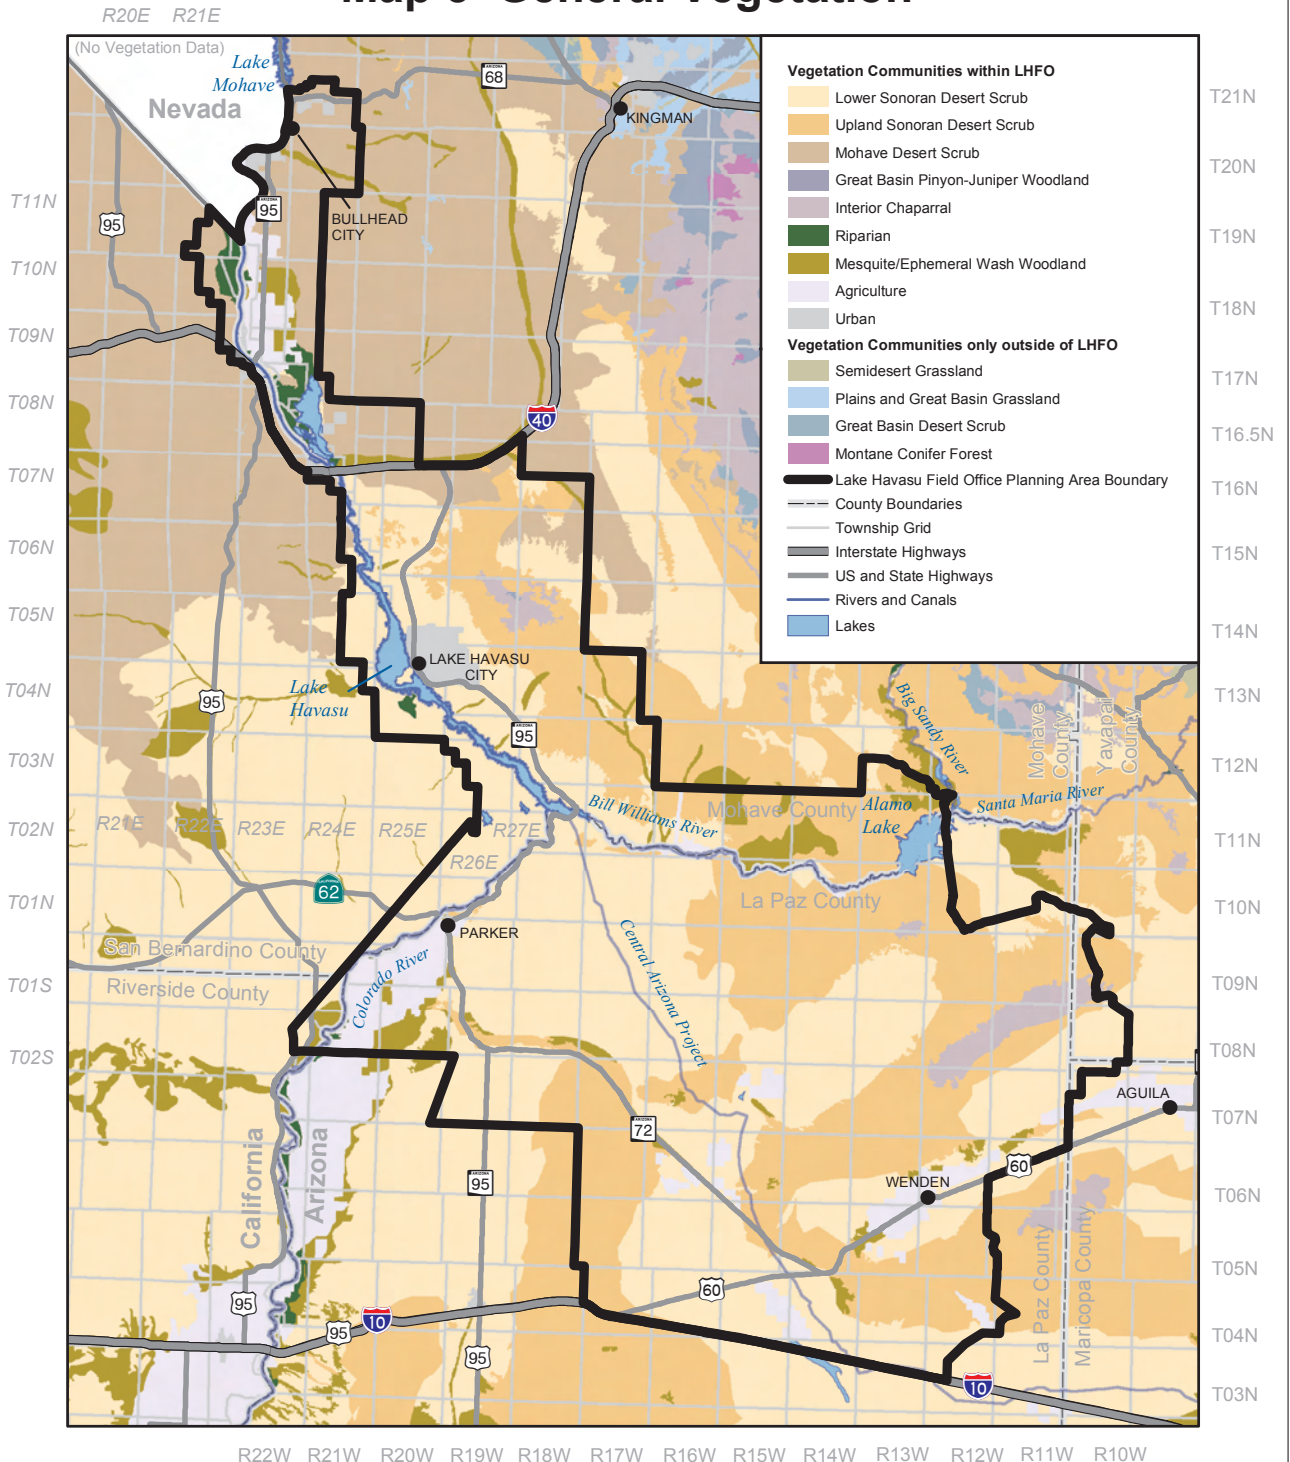 Map 6 General Vegetation
R20E R21E
(No Vegetation Data)
Lake
Mohave
Nevada
ARIZONA
68
KINGMAN
BULLHEAD
CITY
ARIZONA
95
95
40
Vegetation Communities within LHFO
Lower Sonoran Desert Scrub
Upland Sonoran Desert Scrub
Mohave Desert Scrub
Great Basin Pinyon-Juniper Woodland
Interior Chaparral
Riparian
Mesquite/Ephemeral Wash Woodland
Agriculture
Urban
Vegetation Communities only outside of LHFO
Semidesert Grassland
Plains and Great Basin Grassland
Great Basin Desert Scrub
Montane Conifer Forest
Lake Havasu Field Office Planning Area Boundary
County Boundaries
Township Grid
Interstate Highways
US and State Highways
Rivers and Canals
Lakes
T11N
T10N
T09N
T08N
T07N
T06N
T05N
T04N
T03N
T02N
T01N
T01S
T02S
T21N
T20N
T19N
T18N
T17N
T16.5N
T16N
T15N
T14N
T13N
T12N
T11N
T10N
T09N
T08N
T07N
T06N
T05N
T04N
T03N
LAKE HAVASU
CITY
Lake
Havasu
95
ARIZONA
95
Big Sandy River
Mohave
County
Yavapai
County
Santa Maria River
Bill Williams River
Mohave County
Alamo
Lake
R21E R22E R23E R24E R25E R27E
R26E
CALIFORNIA
62
La Paz County
PARKER
San Bernardino County
Riverside County
Colorado River
Central Arizona Project
AGUILA
ARIZONA
72
California
Arizona
ARIZONA
95
60
WENDEN
La Paz County
Maricopa County
60
95
95
10
95
10
R22W R21W R20W R19W R18W R17W R16W R15W R14W R13W R12W R11W R10W